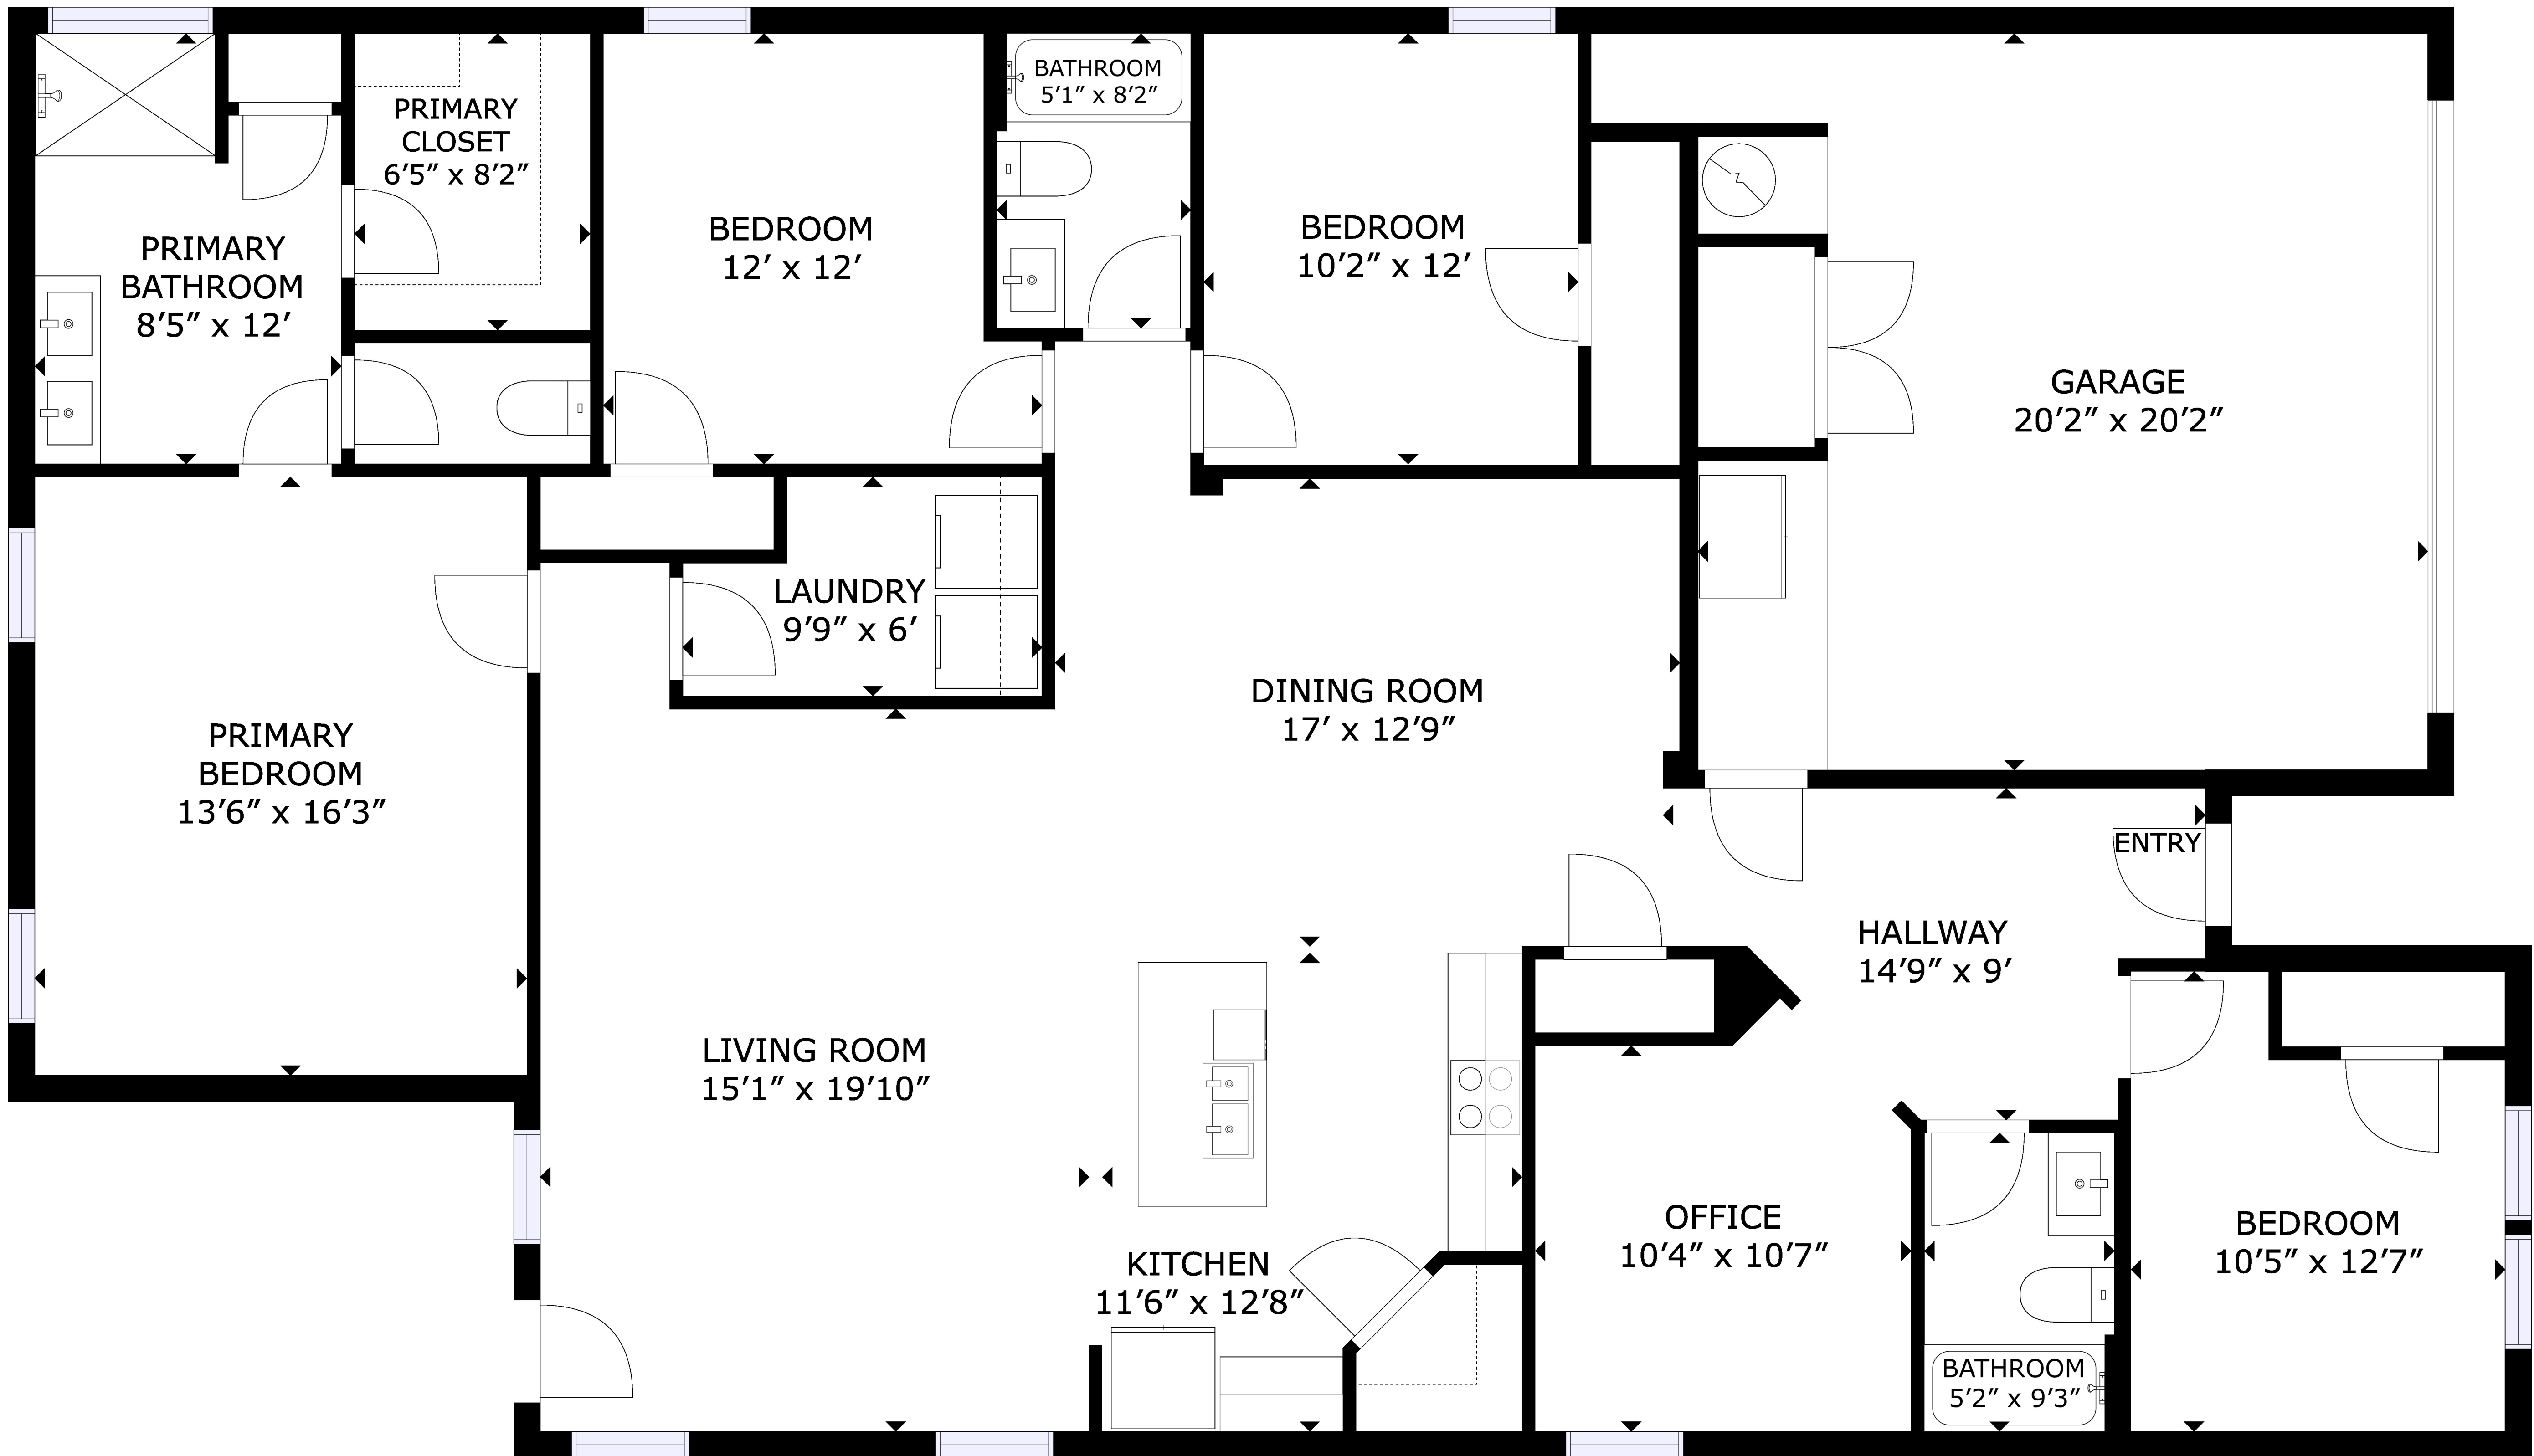 BATHROOM
5′1″ x 8′2″
PRIMARY
CLOSET
6′5″ x 8′2″
PRIMARY
BATHROOM
8′5″ x 12′
BEDROOM
12′ x 12′
BEDROOM
10′2″ x 12′
GARAGE
20′2″ x 20′2″
LAUNDRY
9′9″ x 6′
DINING ROOM
17′ x 12′9″
PRIMARY
BEDROOM
13′6″ x 16′3″
ENTRY
HALLWAY
14′9″ x 9′
LIVING ROOM
15′1″ x 19′10″
KITCHEN
11′6″ x 12′8″
OFFICE
10′4″ x 10′7″
BEDROOM
10′5″ x 12′7″
BATHROOM
5′2″ x 9′3″